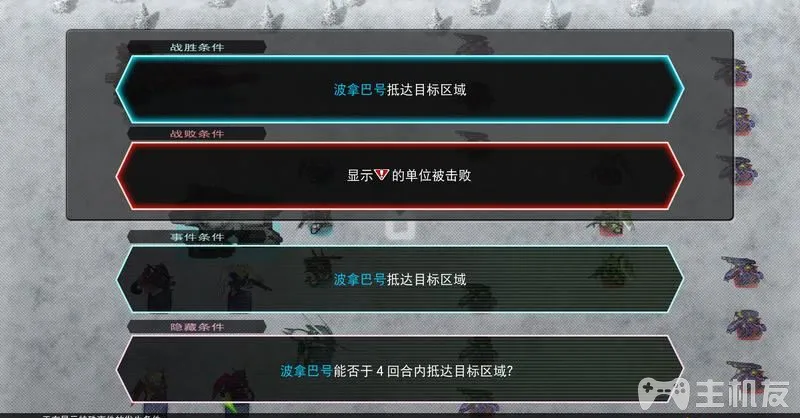 战胜条件
波拿巴号抵达目标区域
战败条件
显示 的单位被击败
事件条件
波拿巴号抵达目标区域
隐藏条件
波拿巴号能否于4回合内抵达目标区域？
主机友